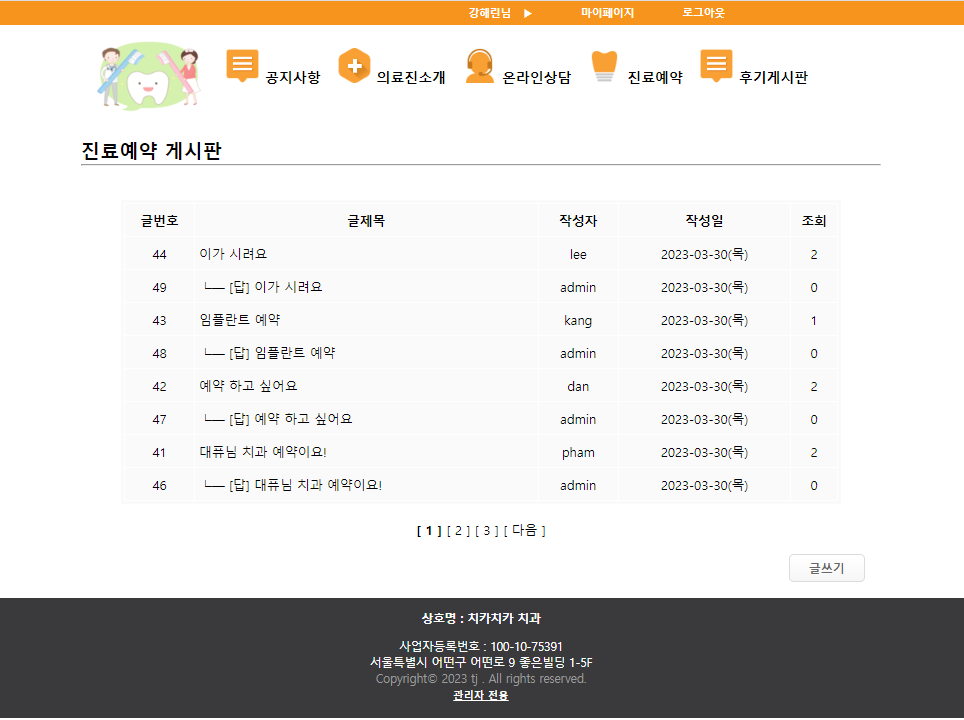 강해린님 ▶ 마이페이지 로그아웃
공지사항 의료진소개 온라인상담 진료예약 후기게시판
진료예약 게시판
글번호 글제목 작성자 작성일 조회
44 이가 시려요 lee 2023-03-30(목) 2
49 ┗━ [답] 이가 시려요 admin 2023-03-30(목) 0
43 임플란트 예약 kang 2023-03-30(목) 1
48 ┗━ [답] 임플란트 예약 admin 2023-03-30(목) 0
42 예약 하고 싶어요 dan 2023-03-30(목) 2
47 ┗━ [답] 예약 하고 싶어요 admin 2023-03-30(목) 0
41 대퓨님 치과 예약이요! pham 2023-03-30(목) 2
46 ┗━ [답] 대퓨님 치과 예약이요! admin 2023-03-30(목) 0
[ 1 ] [ 2 ] [ 3 ] [ 다음 ]
글쓰기
상호명 : 치카치카 치과
사업자등록번호 : 100-10-75391
서울특별시 어떤구 어떤로 9 좋은빌딩 1-5F
Copyright© 2023 tj . All rights reserved.
관리자 전용